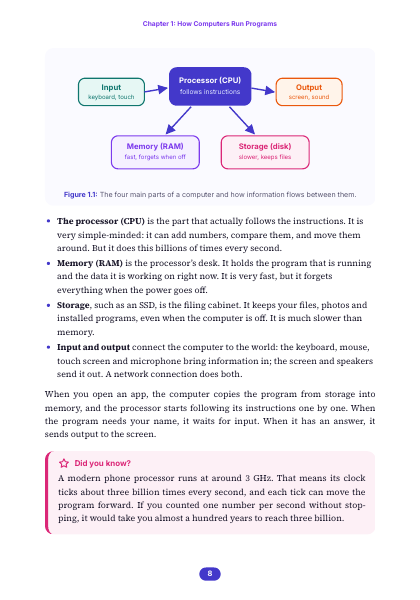 Chapter 1: How Computers Run Programs
Input
keyboard, touch
Processor (CPU)
follows instructions
Output
screen, sound
Memory (RAM)
fast, forgets when off
Storage (disk)
slower, keeps files
Figure 1.1: The four main parts of a computer and how information flows between them.
• The processor (CPU) is the part that actually follows the instructions. It is
very simple-minded: it can add numbers, compare them, and move them
around. But it does this billions of times every second.
• Memory (RAM) is the processor's desk. It holds the program that is running
and the data it is working on right now. It is very fast, but it forgets
everything when the power goes off.
• Storage, such as an SSD, is the filing cabinet. It keeps your files, photos and
installed programs, even when the computer is off. It is much slower than
memory.
• Input and output connect the computer to the world: the keyboard, mouse,
touch screen and microphone bring information in; the screen and speakers
send it out. A network connection does both.
When you open an app, the computer copies the program from storage into
memory, and the processor starts following its instructions one by one. When
the program needs your name, it waits for input. When it has an answer, it
sends output to the screen.
Did you know?
A modern phone processor runs at around 3 GHz. That means its clock
ticks about three billion times every second, and each tick can move the
program forward. If you counted one number per second without stop-
ping, it would take you almost a hundred years to reach three billion.
8